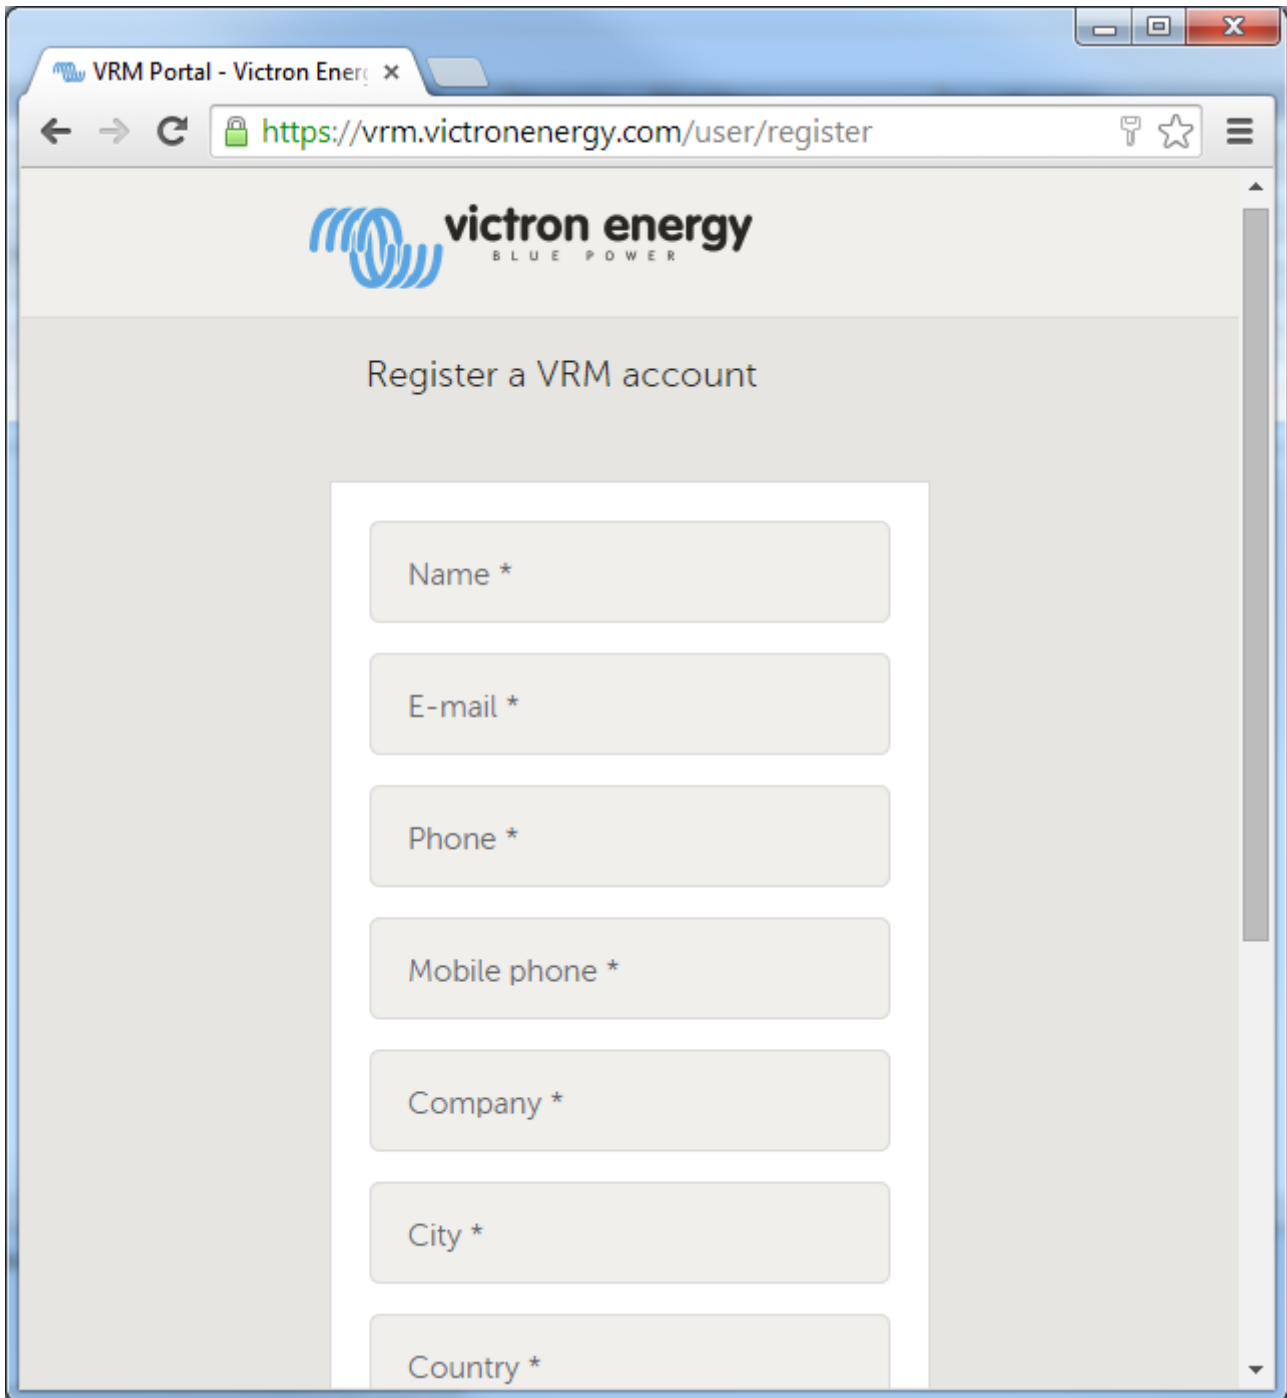 VRM Portal - Victron Energ
https://vrm.victronenergy.com/user/register
victron energy
BLUE POWER
Register a VRM account
Name *
E-mail *
Phone *
Mobile phone *
Company *
City *
Country *